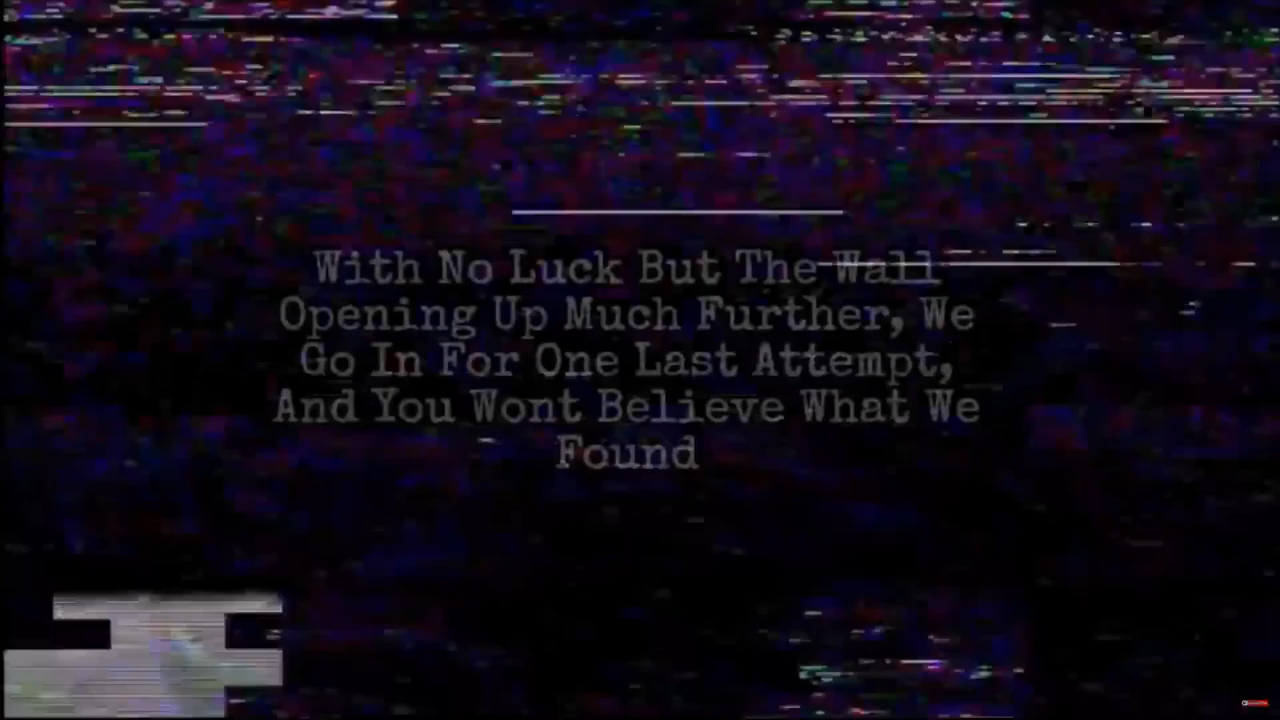 With No Luck But The Wall
Opening Up Much Further, We
Go In For One Last Attempt,
And You Wont Believe What We
Found